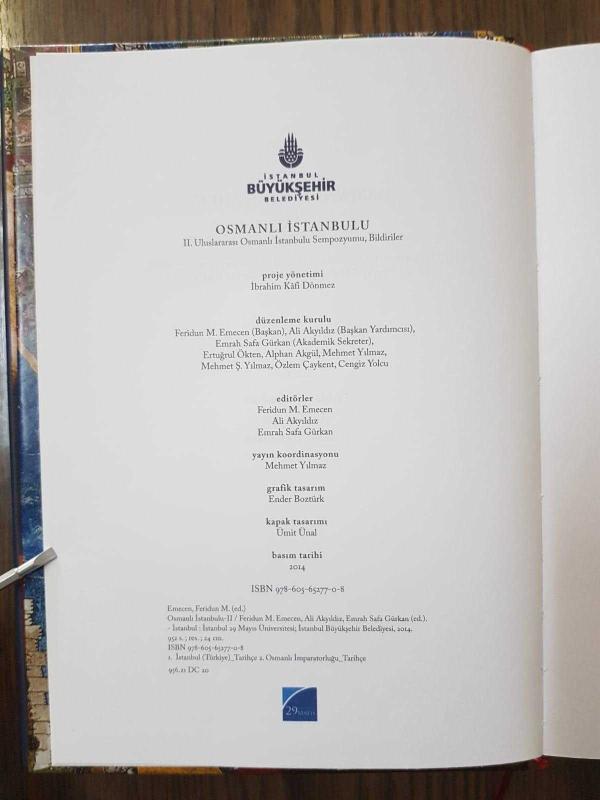 İSTANBUL
BÜYÜKŞEHİR
BELEDİYESİ
OSMANLI İSTANBULU
II. Uluslararası Osmanlı İstanbulu Sempozyumu, Bildiriler
proje yönetimi
İbrahim Kâfi Dönmez
düzenleme kurulu
Feridun M. Emecen (Başkan), Ali Akyıldız (Başkan Yardımcısı),
Emrah Safa Gürkan (Akademik Sekreter),
Ertuğrul Ökten, Alphan Akgül, Mehmet Yılmaz,
Mehmet Ş. Yılmaz, Özlem Çaykent, Cengiz Yolcu
editörler
Feridun M. Emecen
Ali Akyıldız
Emrah Safa Gürkan
yayın koordinasyonu
Mehmet Yılmaz
grafik tasarım
Ender Boztürk
kapak tasarımı
Ümit Ünal
basım tarihi
2014
ISBN 978-605-65277-0-8
Emecen, Feridun M. (ed.)
Osmanlı İstanbulu-II / Feridun M. Emecen, Ali Akyıldız, Emrah Safa Gürkan (ed.).
- İstanbul : İstanbul 29 Mayıs Üniversitesi; İstanbul Büyükşehir Belediyesi, 2014.
952 s. ; res. ; 24 cm.
ISBN 978-605-65277-0-8
1. İstanbul (Türkiye)_Tarihçe 2. Osmanlı İmparatorluğu_Tarihçe
956.21 DC 20
29 MAYIS